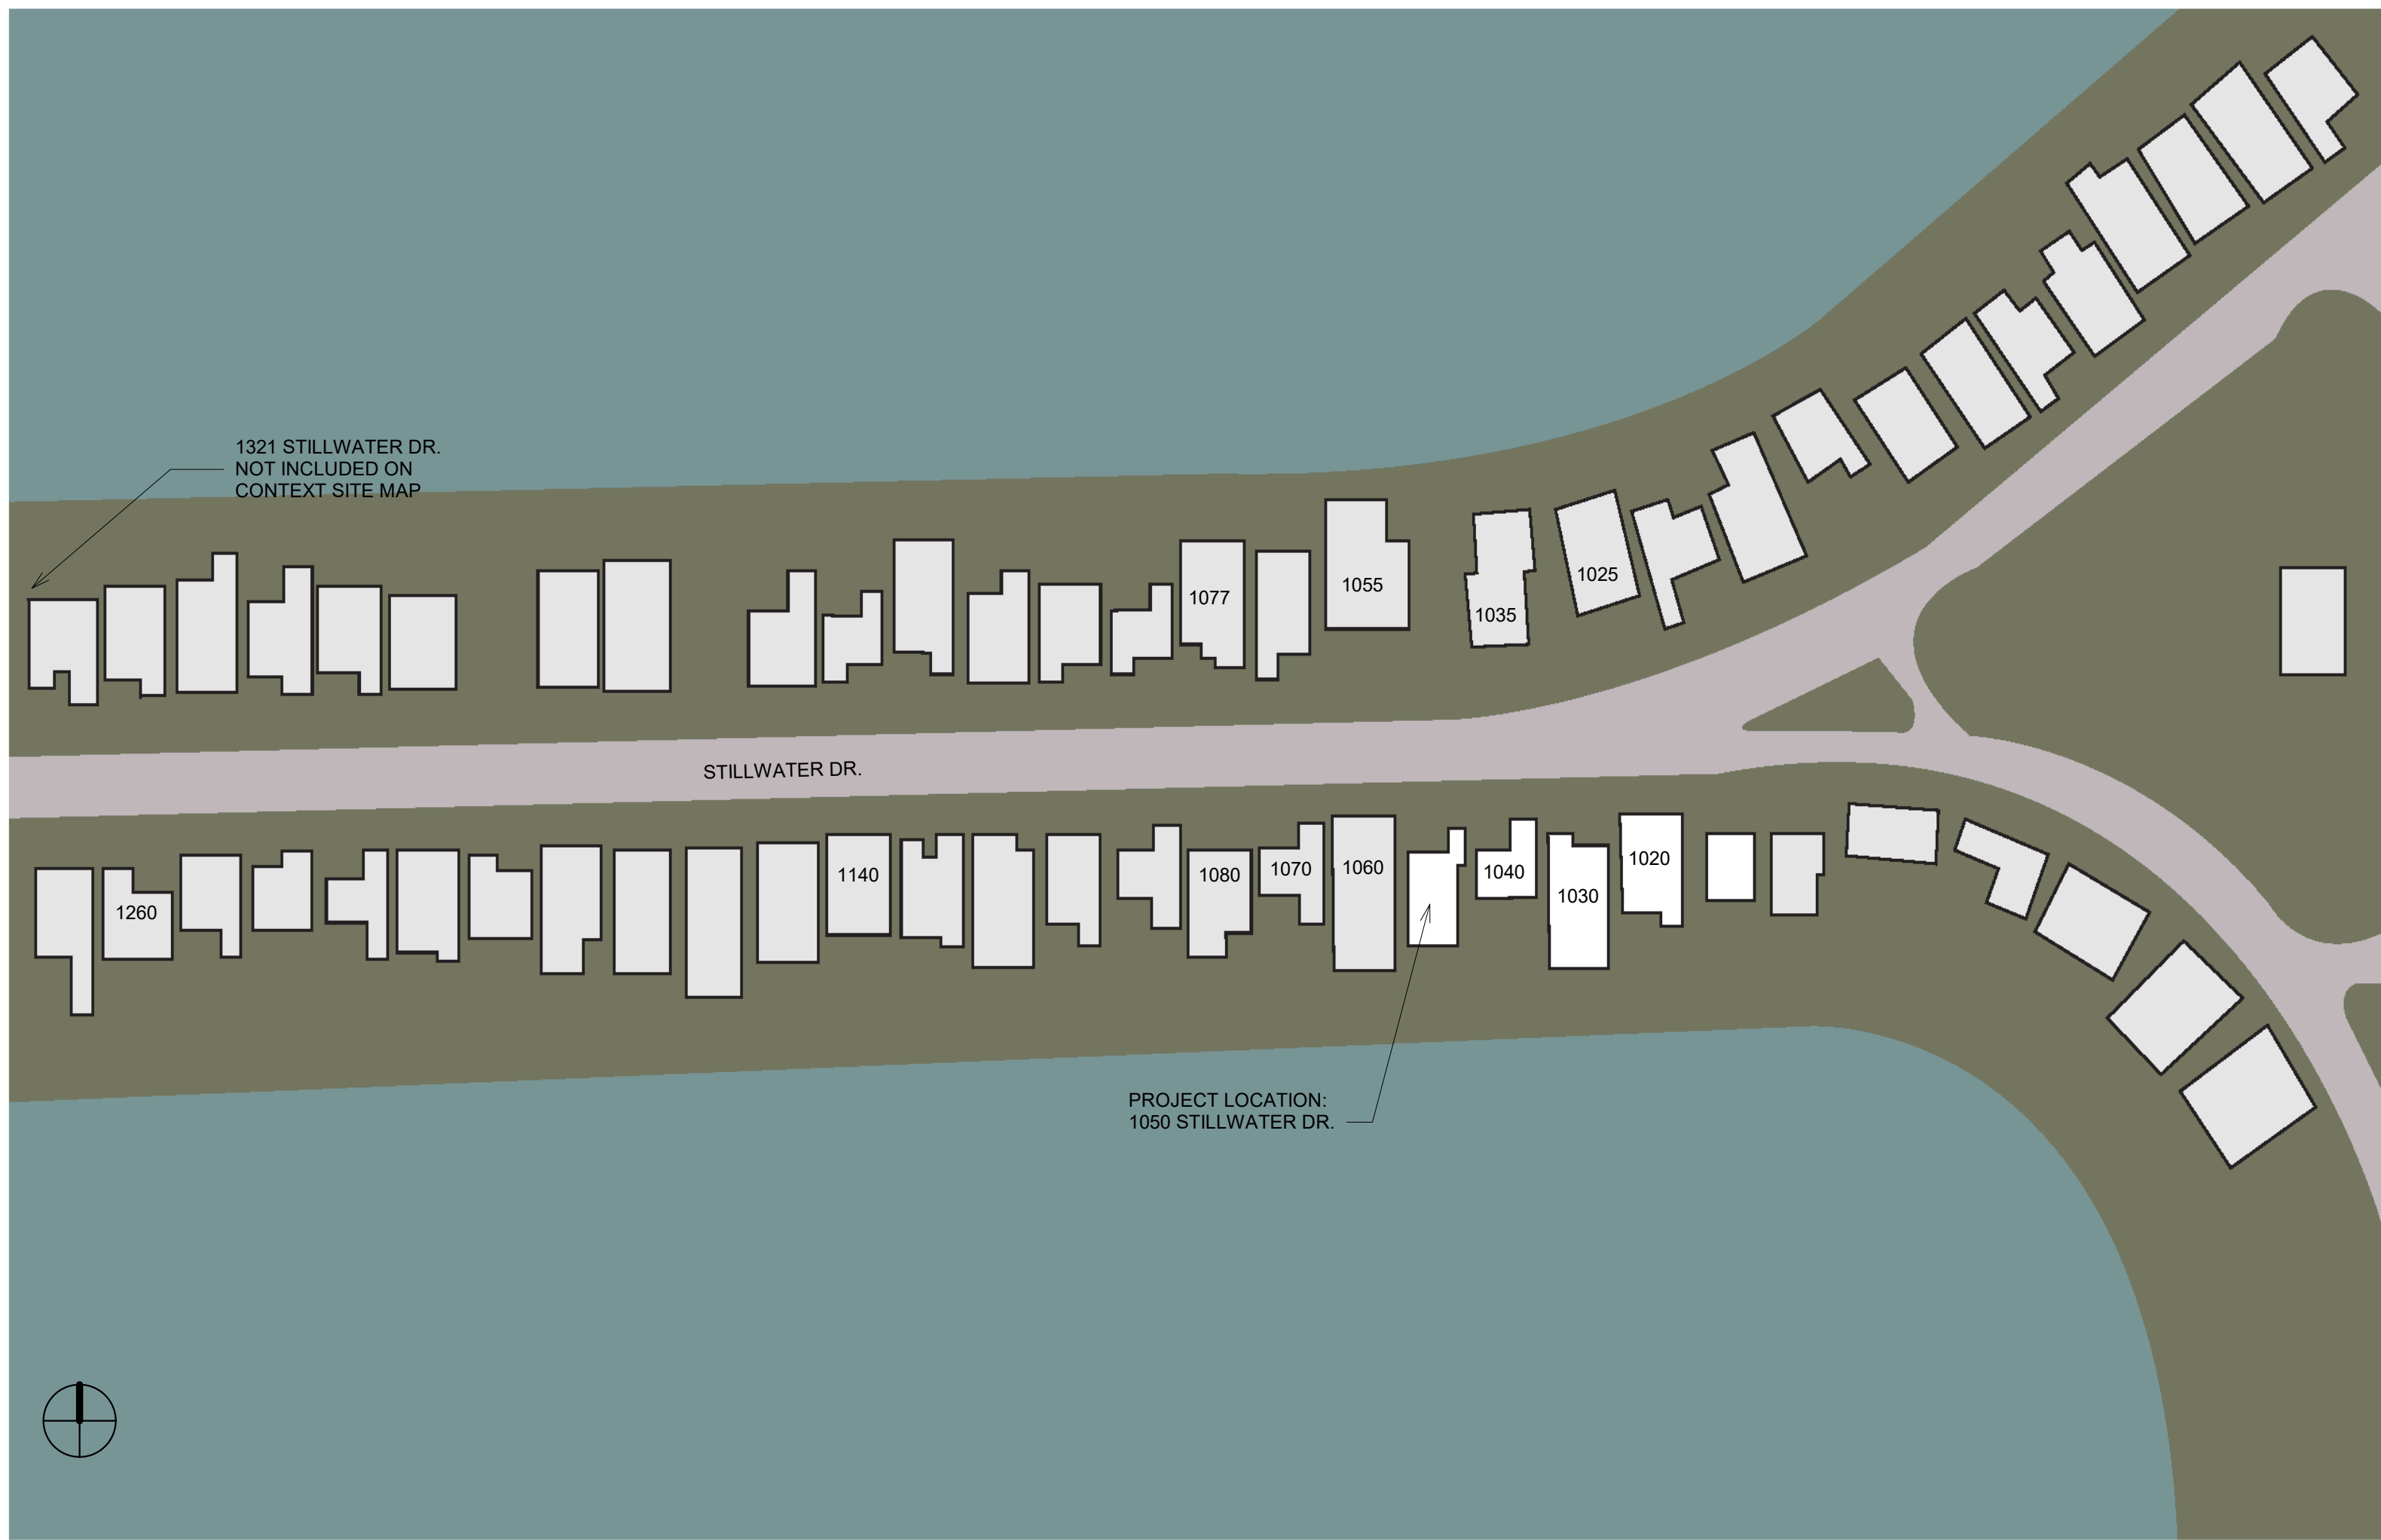 1321 STILLWATER DR.
NOT INCLUDED ON
CONTEXT SITE MAP
1077
1055
1035
1025
STILLWATER DR.
1260
1140
1080
1070
1060
1040
1030
1020
PROJECT LOCATION:
1050 STILLWATER DR.